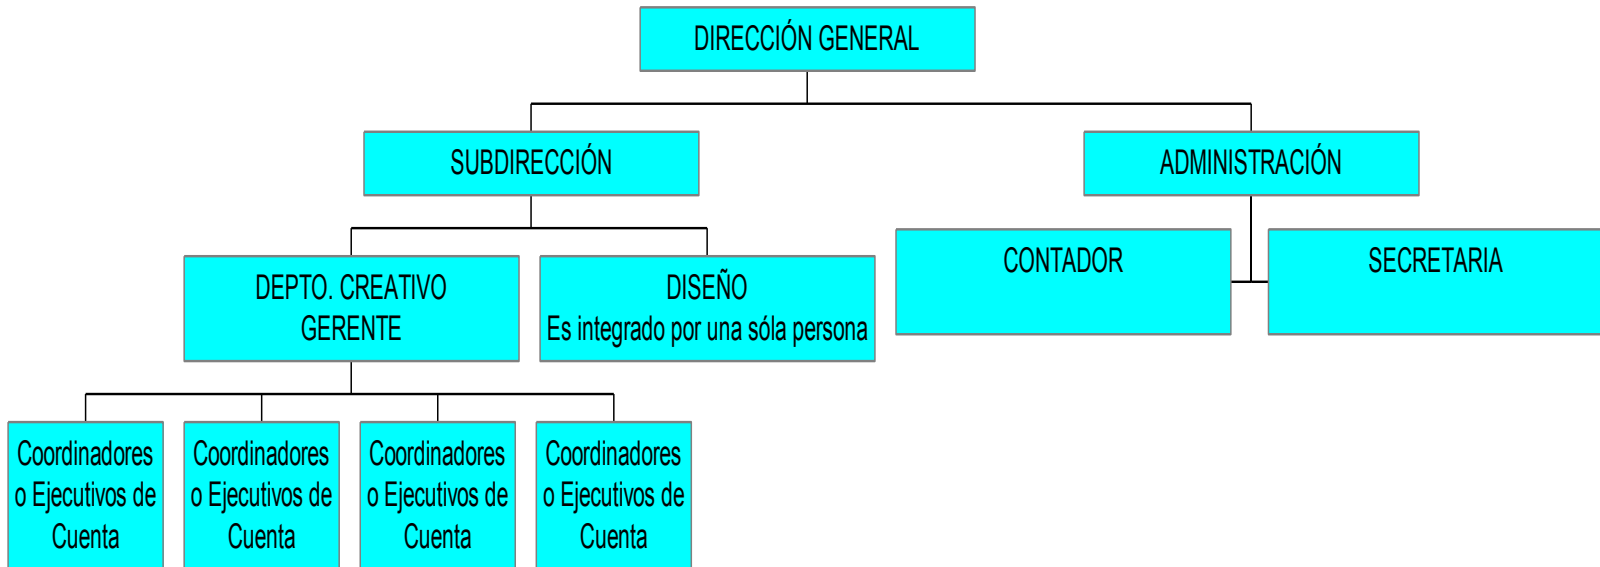 DIRECCIÓN GENERAL
SUBDIRECCIÓN
ADMINISTRACIÓN
DEPTO. CREATIVO
GERENTE
DISEÑO
Es integrado por una sóla persona
CONTADOR
SECRETARIA
Coordinadores
o Ejecutivos de
Cuenta
Coordinadores
o Ejecutivos de
Cuenta
Coordinadores
o Ejecutivos de
Cuenta
Coordinadores
o Ejecutivos de
Cuenta